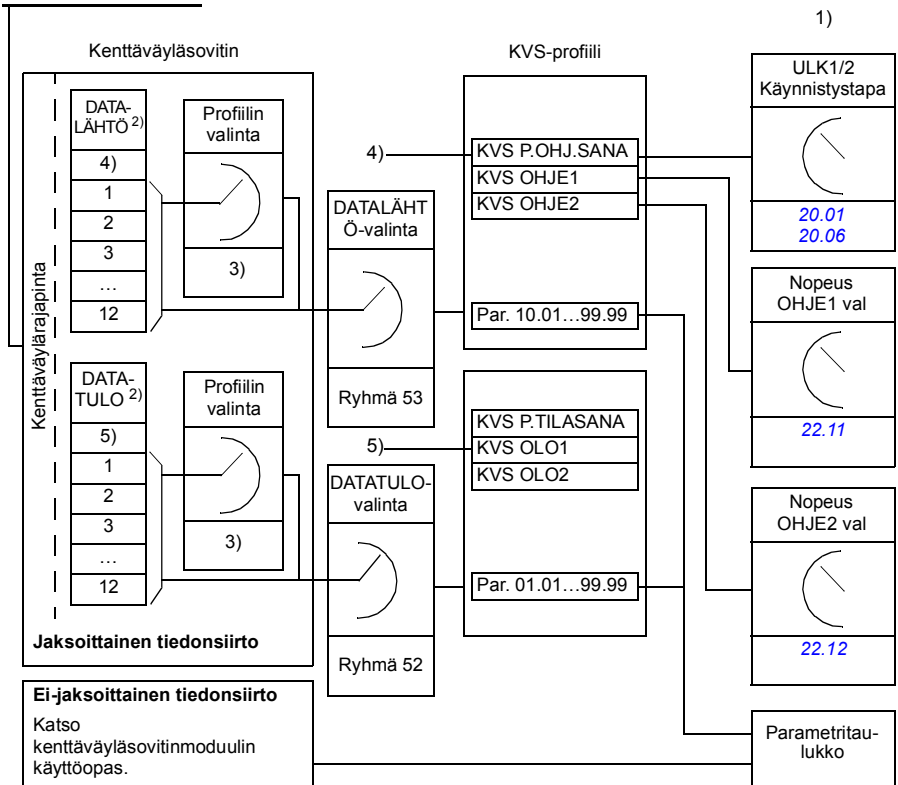 1)
Kenttäväyläsovitin
KVS-profiili
Kenttäväylärajapinta
DATA-
LÄHTÖ 2)
4)
1
2
3
…
12
Profiilin
valinta
3)
DATA-
TULO 2)
5)
1
2
3
…
12
Profiilin
valinta
3)
Jaksoittainen tiedonsiirto
4)
DATALÄHT
Ö-valinta
Ryhmä 53
5)
DATATULO-
valinta
Ryhmä 52
KVS P.OHJ.SANA
KVS OHJE1
KVS OHJE2
Par. 10.01…99.99
KVS P.TILASANA
KVS OLO1
KVS OLO2
Par. 01.01…99.99
ULK1/2
Käynnistystapa
20.01
20.06
Nopeus
OHJE1 val
22.11
Nopeus
OHJE2 val
22.12
Ei-jaksoittainen tiedonsiirto
Katso
kenttäväyläsovitinmoduulin
käyttöopas.
Parametritau-
lukko